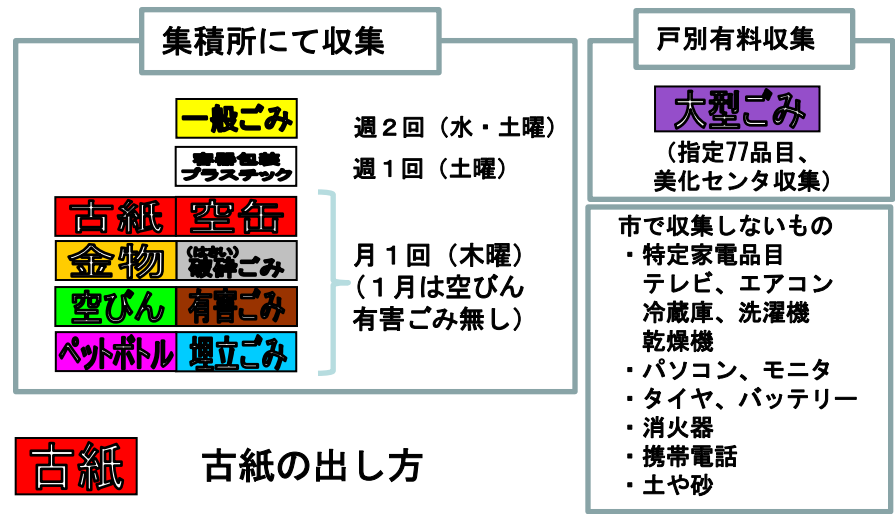 集積所にて収集
一般ごみ
週２回（水・土曜）
容器包装
プラスチック
週１回（土曜）
古紙
空缶
金物
(はさい)
破砕ごみ
空びん
有害ごみ
ペットボトル
埋立ごみ
月１回（木曜）
（１月は空びん
有害ごみ無し）
戸別有料収集
大型ごみ
（指定77品目、
美化センタ収集）
市で収集しないもの
・特定家電品目
テレビ、エアコン
冷蔵庫、洗濯機
乾燥機
・パソコン、モニタ
・タイヤ、バッテリー
・消火器
・携帯電話
・土や砂
古紙
古紙の出し方